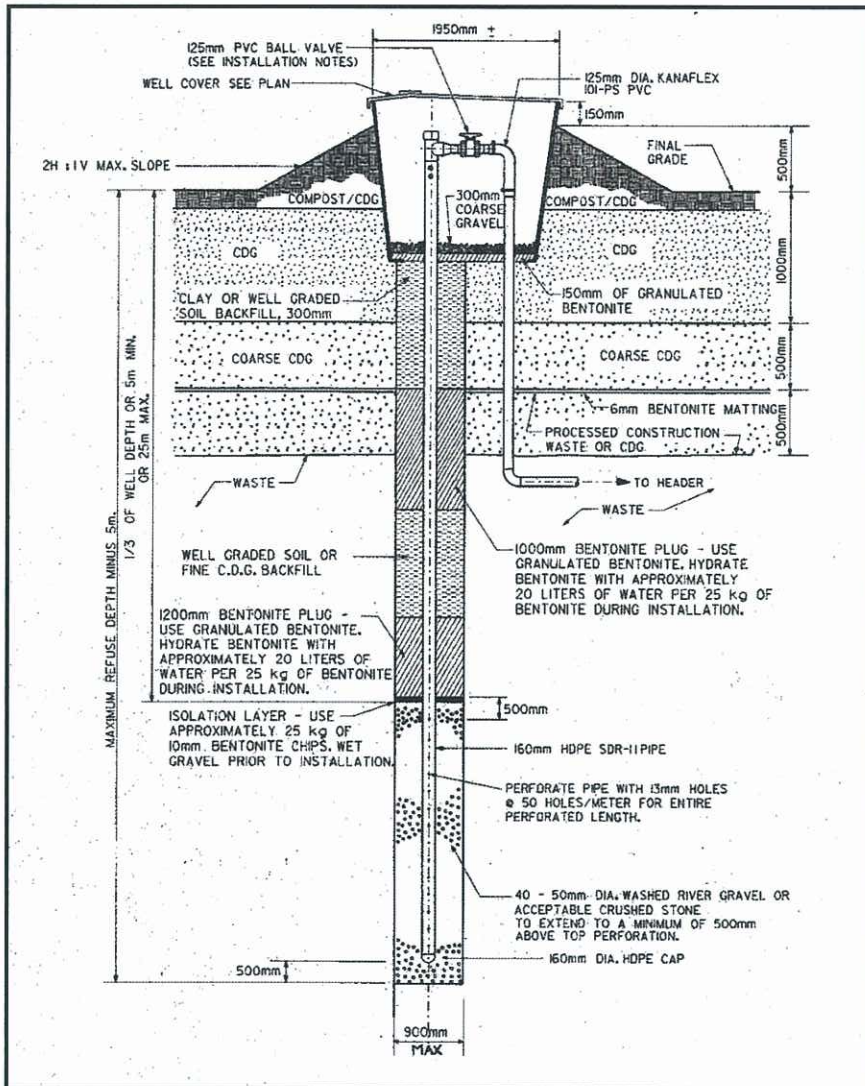 1950mm ±
125mm PVC BALL VALVE
(SEE INSTALLATION NOTES)
WELL COVER SEE PLAN
125mm DIA. KANAFLEX
101-PS PVC
150mm
2H :1V MAX. SLOPE
FINAL
GRADE
500mm
COMPOST/CDG
300mm
COARSE
GRAVEL
COMPOST/CDG
CDG
CDG
1000mm
CLAY OR WELL GRADED
SOIL BACKFILL, 300mm
150mm OF GRANULATED
BENTONITE
COARSE CDG
COARSE CDG
500mm
6mm BENTONITE MATTING
PROCESSED CONSTRUCTION
WASTE OR CDG
500mm
WASTE
TO HEADER
WASTE
MAXIMUM REFUSE DEPTH MINUS 5m.
1/3 OF WELL DEPTH OR 5m MIN.
OR 25m MAX.
WELL GRADED SOIL OR
FINE C.D.G. BACKFILL
1000mm BENTONITE PLUG - USE
GRANULATED BENTONITE. HYDRATE
BENTONITE WITH APPROXIMATELY
20 LITERS OF WATER PER 25 kg OF
BENTONITE DURING INSTALLATION.
1200mm BENTONITE PLUG -
USE GRANULATED BENTONITE.
HYDRATE BENTONITE WITH
APPROXIMATELY 20 LITERS OF
WATER PER 25 kg OF BENTONITE
DURING INSTALLATION.
500mm
ISOLATION LAYER - USE
APPROXIMATELY 25 kg OF
10mm BENTONITE CHIPS. WET
GRAVEL PRIOR TO INSTALLATION.
160mm HDPE SDR-11 PIPE
PERFORATE PIPE WITH 13mm HOLES
@ 50 HOLES/METER FOR ENTIRE
PERFORATED LENGTH.
40 - 50mm DIA. WASHED RIVER GRAVEL OR
ACCEPTABLE CRUSHED STONE
TO EXTEND TO A MINIMUM OF 500mm
ABOVE TOP PERFORATION.
160mm DIA. HDPE CAP
500mm
900mm
MAX